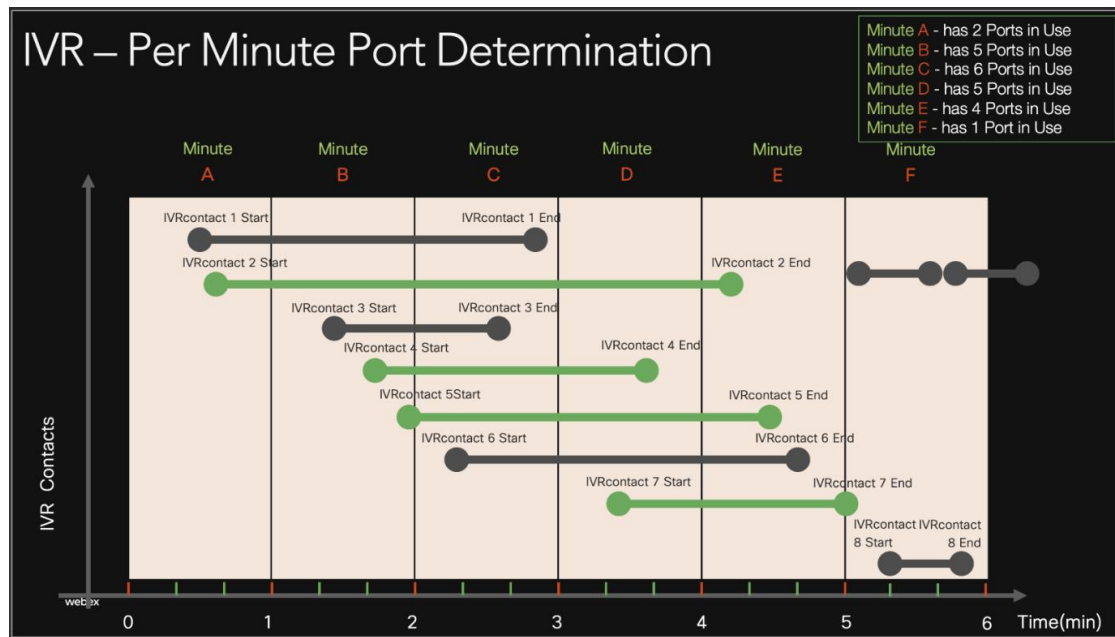 IVR – Per Minute Port Determination
Minute A - has 2 Ports in Use
Minute B - has 5 Ports in Use
Minute C - has 6 Ports in Use
Minute D - has 5 Ports in Use
Minute E - has 4 Ports in Use
Minute F - has 1 Port in Use
Minute Minute Minute Minute Minute Minute
A B C D E F
IVRcontact 1 Start IVRcontact 1 End
IVRcontact 2 Start IVRcontact 2 End
IVRcontact 3 Start IVRcontact 3 End
IVRcontact 4 Start IVRcontact 4 End
IVRcontact 5Start IVRcontact 5 End
IVRcontact 6 Start IVRcontact 6 End
IVRcontact 7 Start IVRcontact 7 End
IVRcontact IVRcontact
8 Start 8 End
IVR Contacts
webex
0 1 2 3 4 5 6 Time(min)